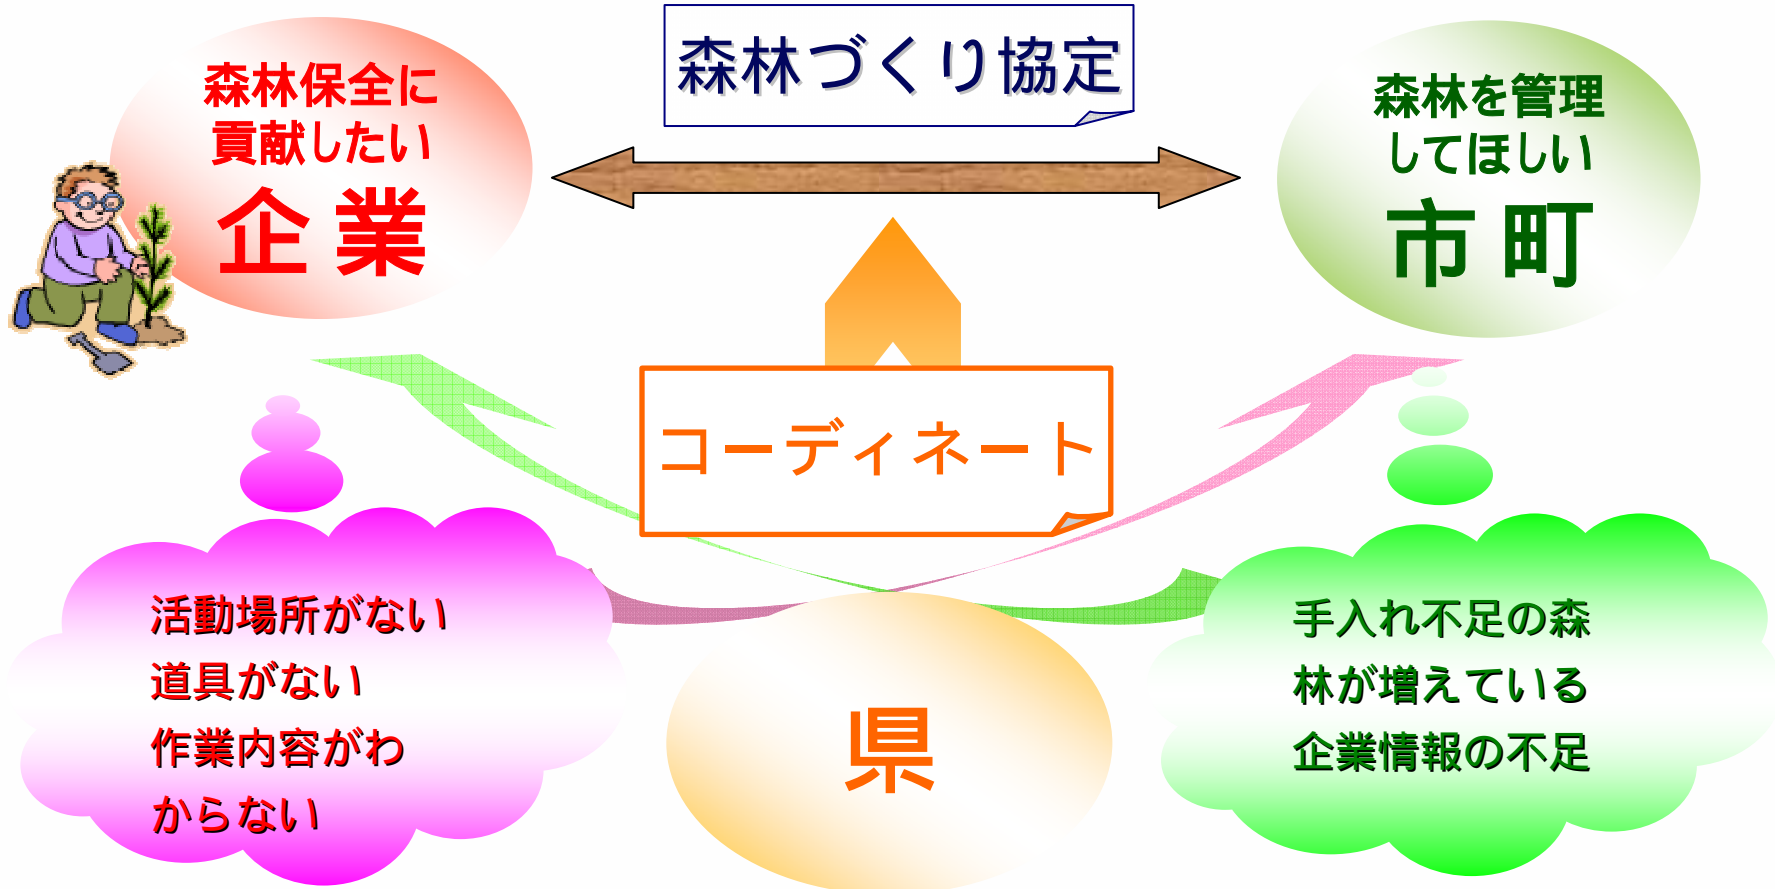 森林づくり協定
森林保全に
貢献したい
企業
森林を管理
してほしい
市町
コーディネート
活動場所がない
道具がない
作業内容がわ
からない
県
手入れ不足の森
林が増えている
企業情報の不足